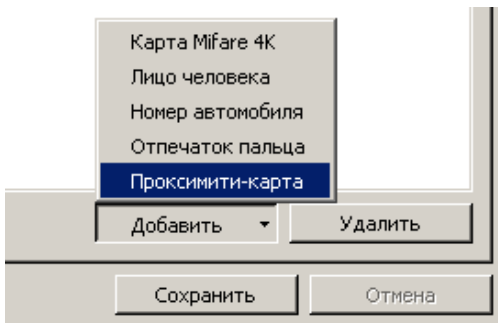 Карта Mifare 4K
Лицо человека
Номер автомобиля
Отпечаток пальца
Проксимити-карта
Добавить Удалить
Сохранить Отмена